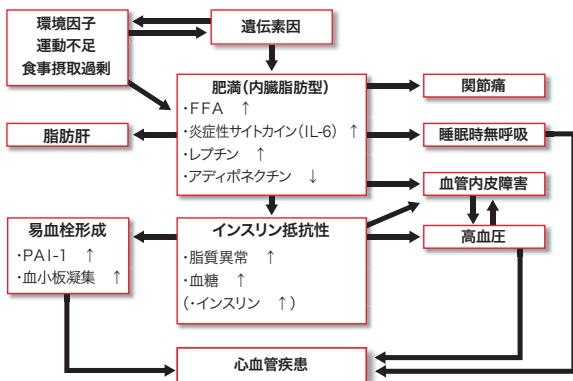 環境因子
運動不足
食事摂取過剰
遺伝素因
肥満(内臓脂肪型)
・FFA ↑
・炎症性サイトカイン(IL-6) ↑
・レプチン ↑
・アディポネクチン ↓
関節痛
脂肪肝
睡眠時無呼吸
血管内皮障害
易血栓形成
・PAI-1 ↑
・血小板凝集 ↑
インスリン抵抗性
・脂質異常 ↑
・血糖 ↑
(・インスリン ↑)
高血圧
心血管疾患